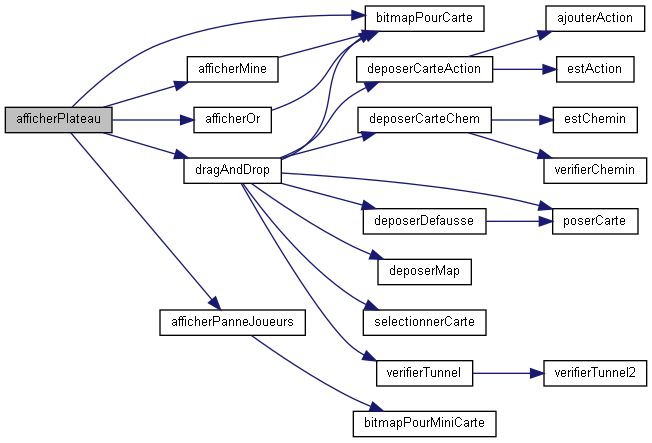 bitmapPourCarte
ajouterAction
afficherMine
deposerCarteAction
estAction
afficherPlateau
afficherOr
deposerCarteChem
estChemin
dragAndDrop
verifierChemin
deposerDefausse
poserCarte
deposerMap
afficherPanneJoueurs
selectionnerCarte
verifierTunnel
verifierTunnel2
bitmapPourMiniCarte